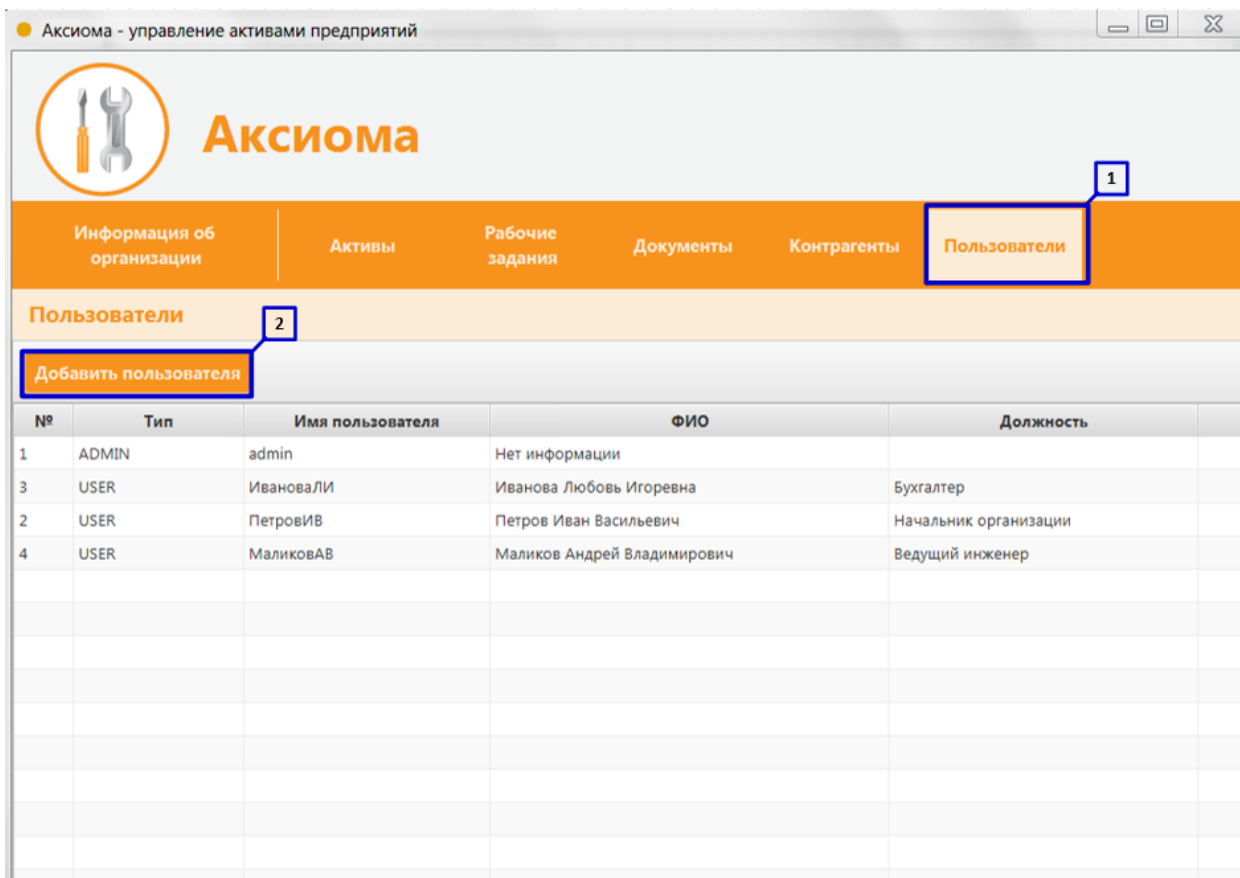 Аксиома - управление активами предприятий
Аксиома
1
Информация об организации Активы Рабочие задания Документы Контрагенты Пользователи
Пользователи
2
Добавить пользователя
№ Тип Имя пользователя ФИО Должность
1 ADMIN admin Нет информации
3 USER ИвановаЛИ Иванова Любовь Игоревна Бухгалтер
2 USER ПетровИВ Петров Иван Васильевич Начальник организации
4 USER МаликовАВ Маликов Андрей Владимирович Ведущий инженер